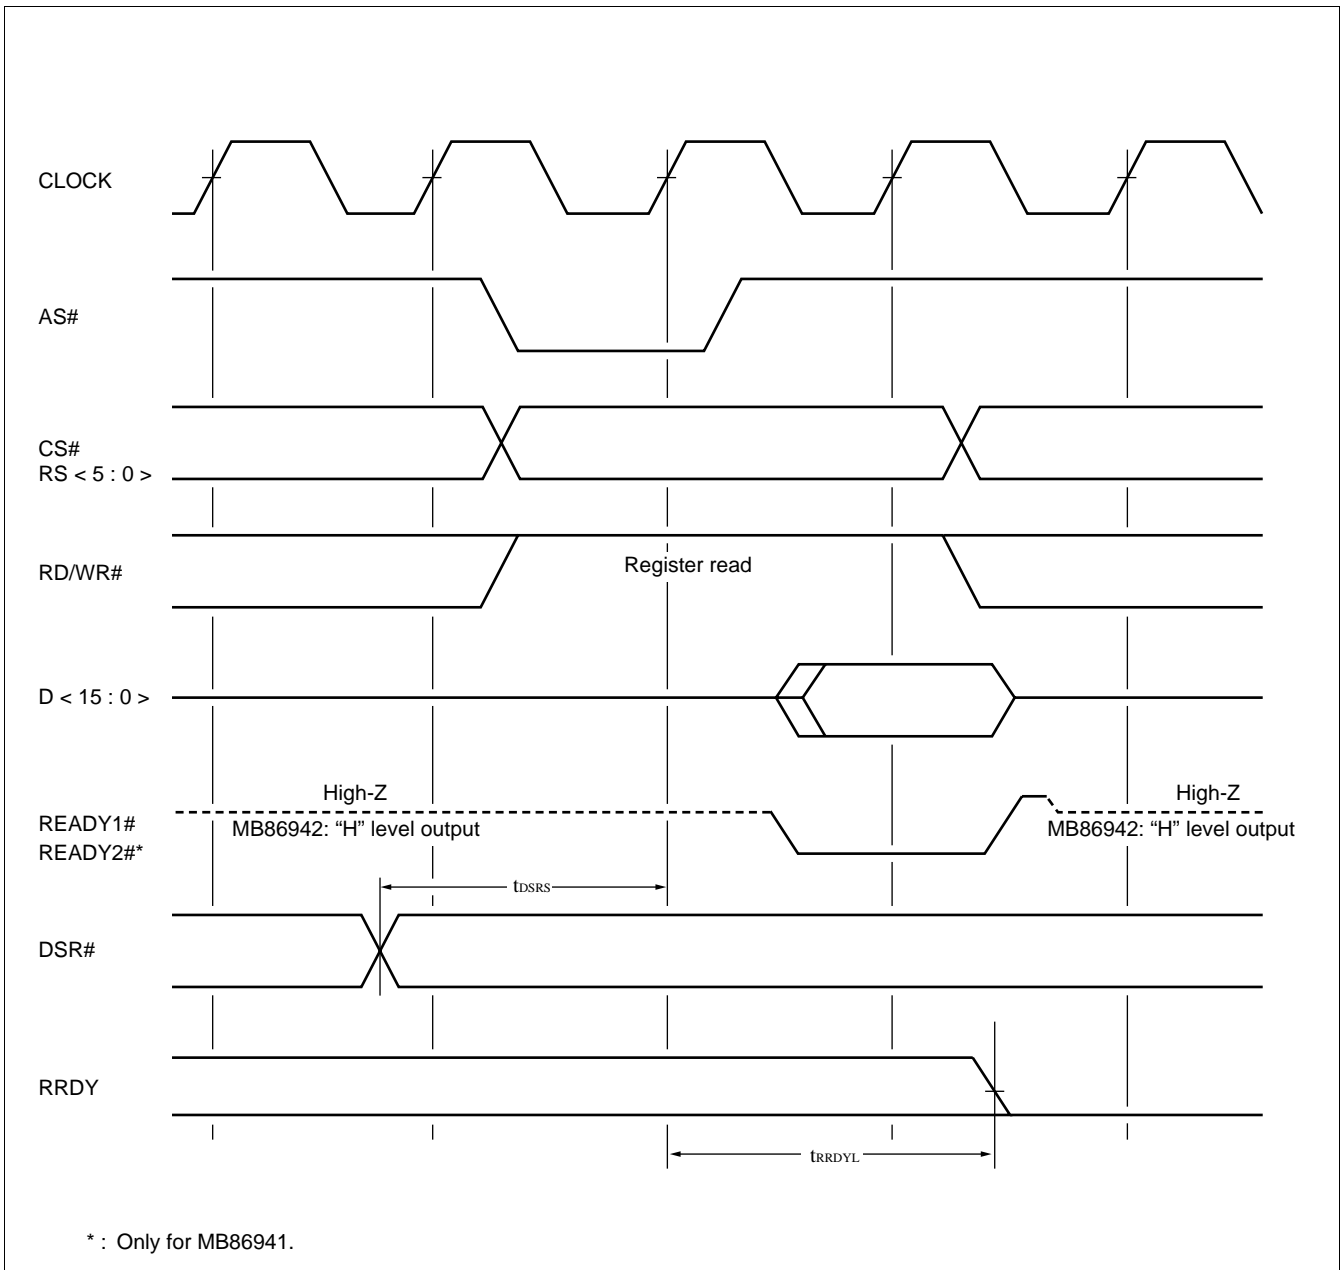 CLOCK
AS#
CS#
RS < 5 : 0 >
RD/WR#
Register read
D < 15 : 0 >
High-Z
High-Z
READY1#
MB86942: “H” level output
MB86942: “H” level output
READY2#*
tDSRS
DSR#
RRDY
tRRDYL
* : Only for MB86941.